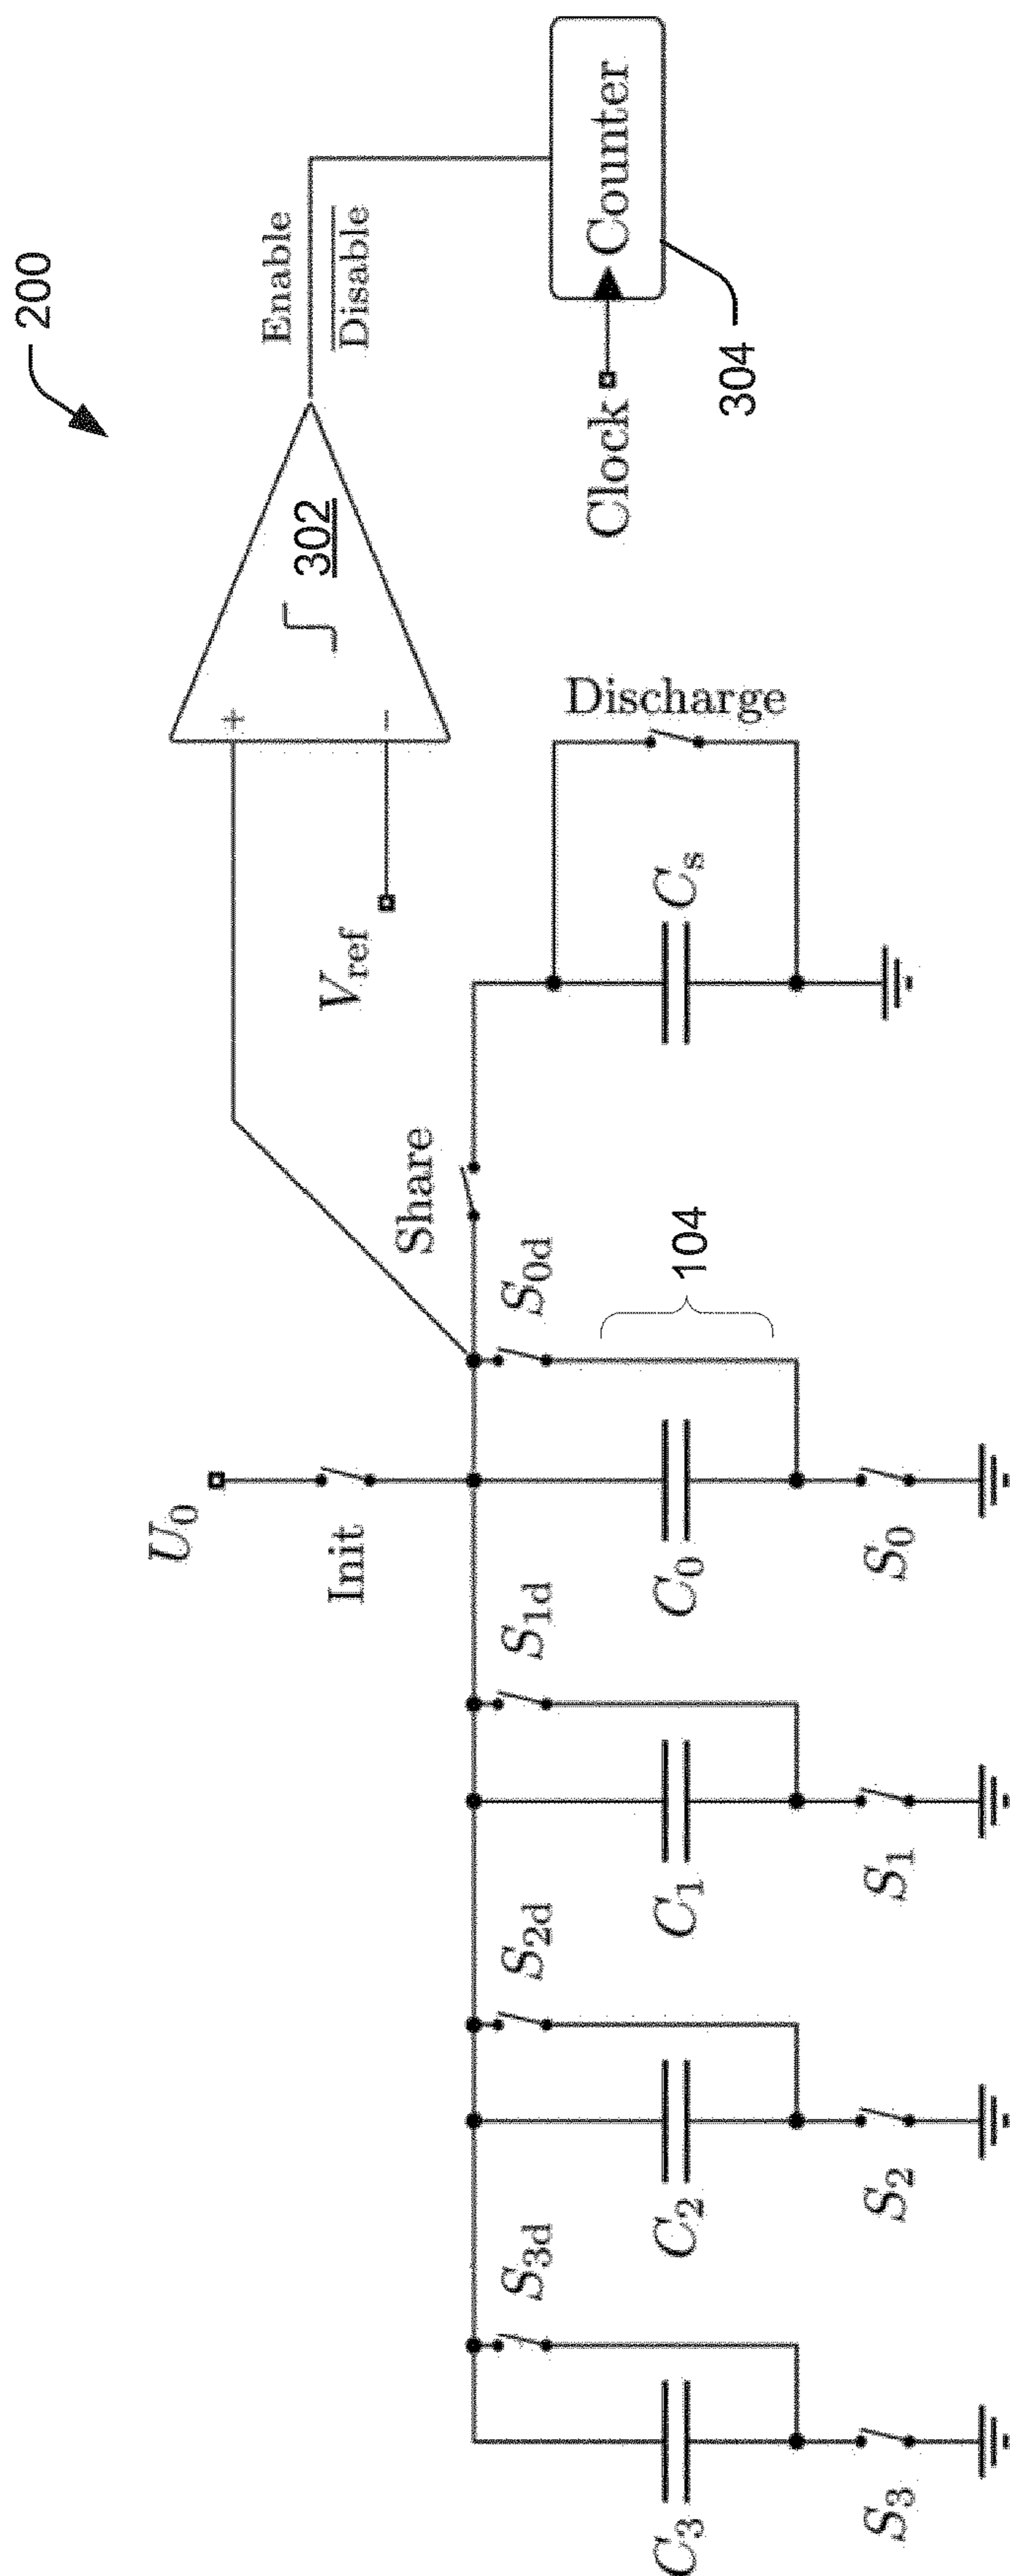 200
Enable
Disable
302
+
−
Counter
Clock
304
V_ref
U_0
Init
Share
Discharge
C_s
S_3d
S_2d
S_1d
S_0d
104
C_3
C_2
C_1
C_0
S_3
S_2
S_1
S_0